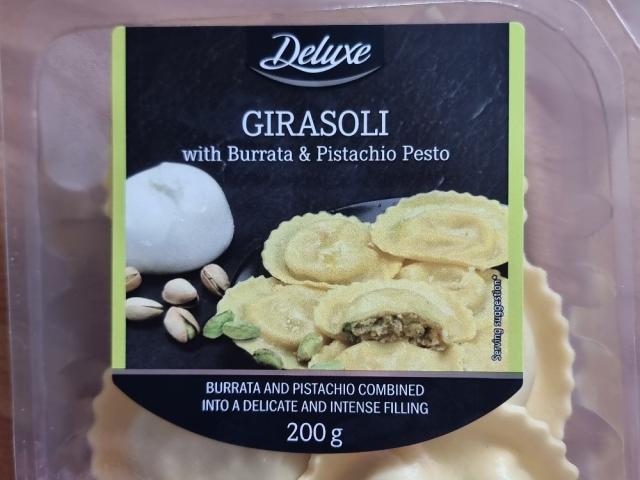 Deluxe
GIRASOLI
with Burrata & Pistachio Pesto
Serving suggestion*
BURRATA AND PISTACHIO COMBINED
INTO A DELICATE AND INTENSE FILLING
200 g